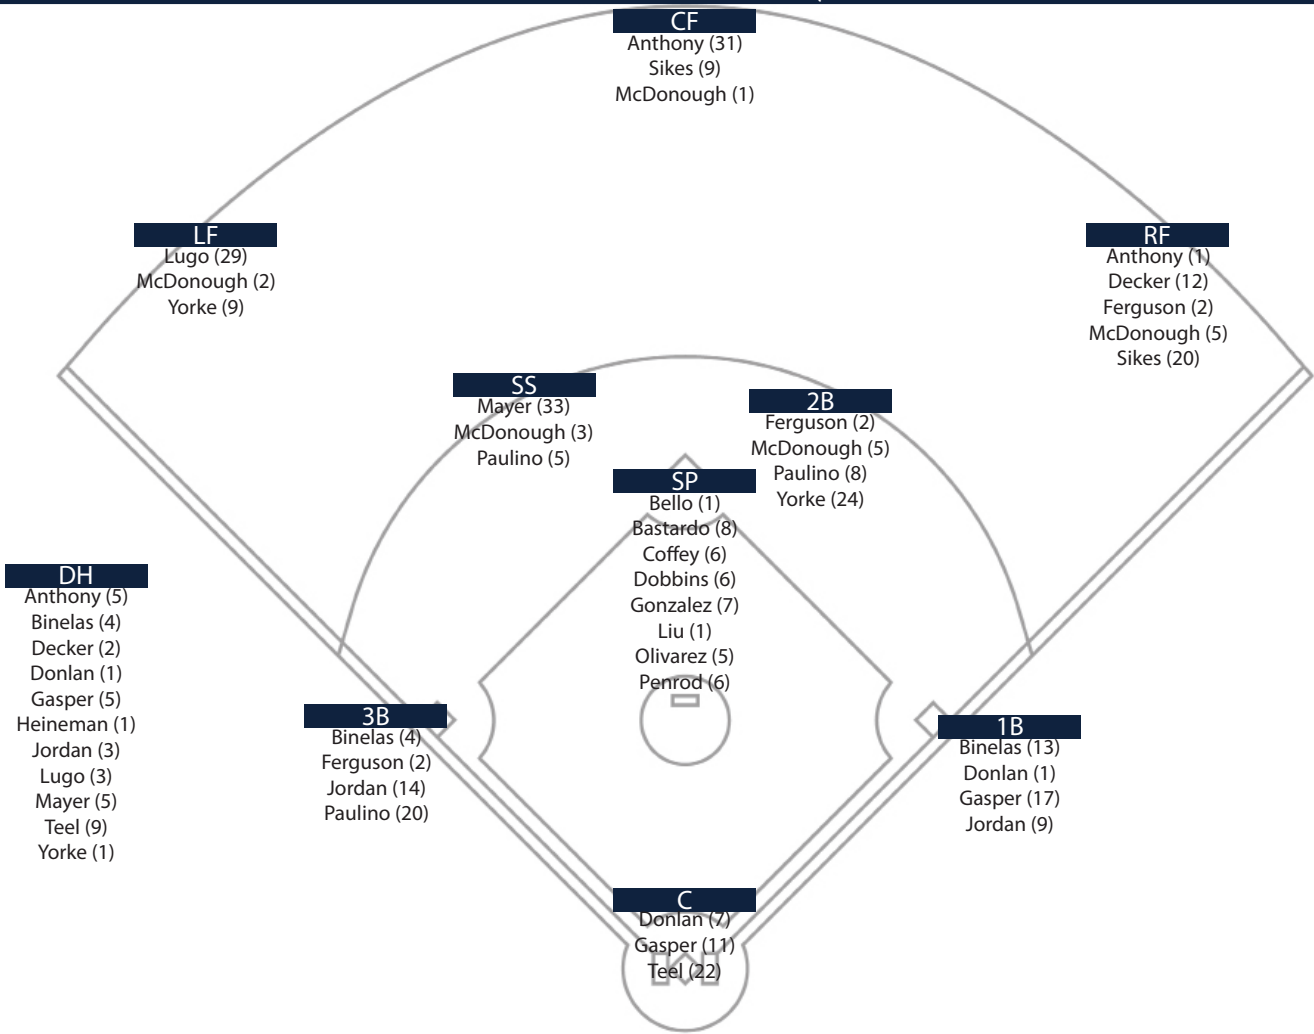 CF
Anthony (31)
Sikes (9)
McDonough (1)
LF
Lugo (29)
McDonough (2)
Yorke (9)
RF
Anthony (1)
Decker (12)
Ferguson (2)
McDonough (5)
Sikes (20)
SS
Mayer (33)
McDonough (3)
Paulino (5)
2B
Ferguson (2)
McDonough (5)
Paulino (8)
Yorke (24)
SP
Bello (1)
Bastardo (8)
Coffey (6)
Dobbins (6)
Gonzalez (7)
Liu (1)
Olivarez (5)
Penrod (6)
DH
Anthony (5)
Binelas (4)
Decker (2)
Donlan (1)
Gasper (5)
Heineman (1)
Jordan (3)
Lugo (3)
Mayer (5)
Teel (9)
Yorke (1)
3B
Binelas (4)
Ferguson (2)
Jordan (14)
Paulino (20)
1B
Binelas (13)
Donlan (1)
Gasper (17)
Jordan (9)
C
Donlan (7)
Gasper (11)
Teel (22)